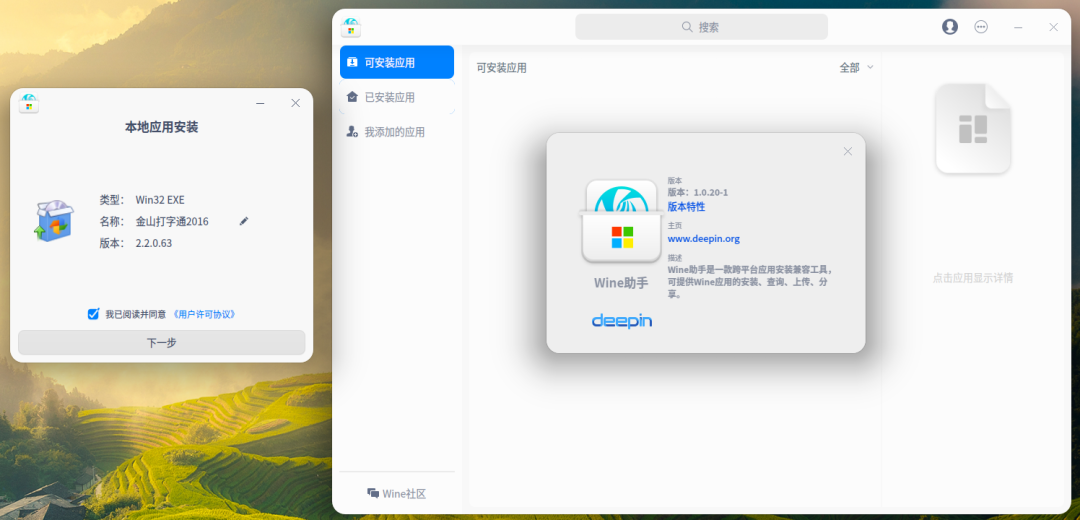 本地应用安装
类型： Win32 EXE
名称： 金山打字通2016
版本： 2.2.0.63
我已阅读并同意 《用户许可协议》
下一步
搜索
可安装应用
已安装应用
我添加的应用
Wine社区
可安装应用
全部
点击应用显示详情
Wine助手
deepin
版本
版本：1.0.20-1
版本特性
主页
www.deepin.org
描述
Wine助手是一款跨平台应用安装兼容工具，
可提供Wine应用的安装、查询、上传、分
享。